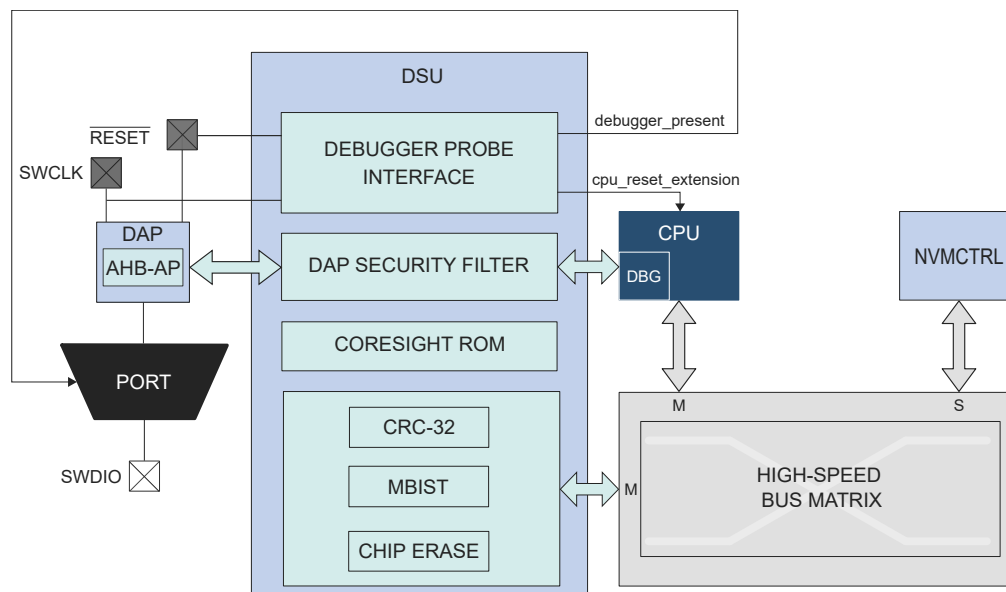 DSU
debugger_present
RESET
DEBUGGER PROBE
INTERFACE
SWCLK
cpu_reset_extension
DAP
CPU
AHB-AP
DAP SECURITY FILTER
DBG
NVMCTRL
CORESIGHT ROM
PORT
M
S
CRC-32
SWDIO
MBIST
M
HIGH-SPEED
BUS MATRIX
CHIP ERASE